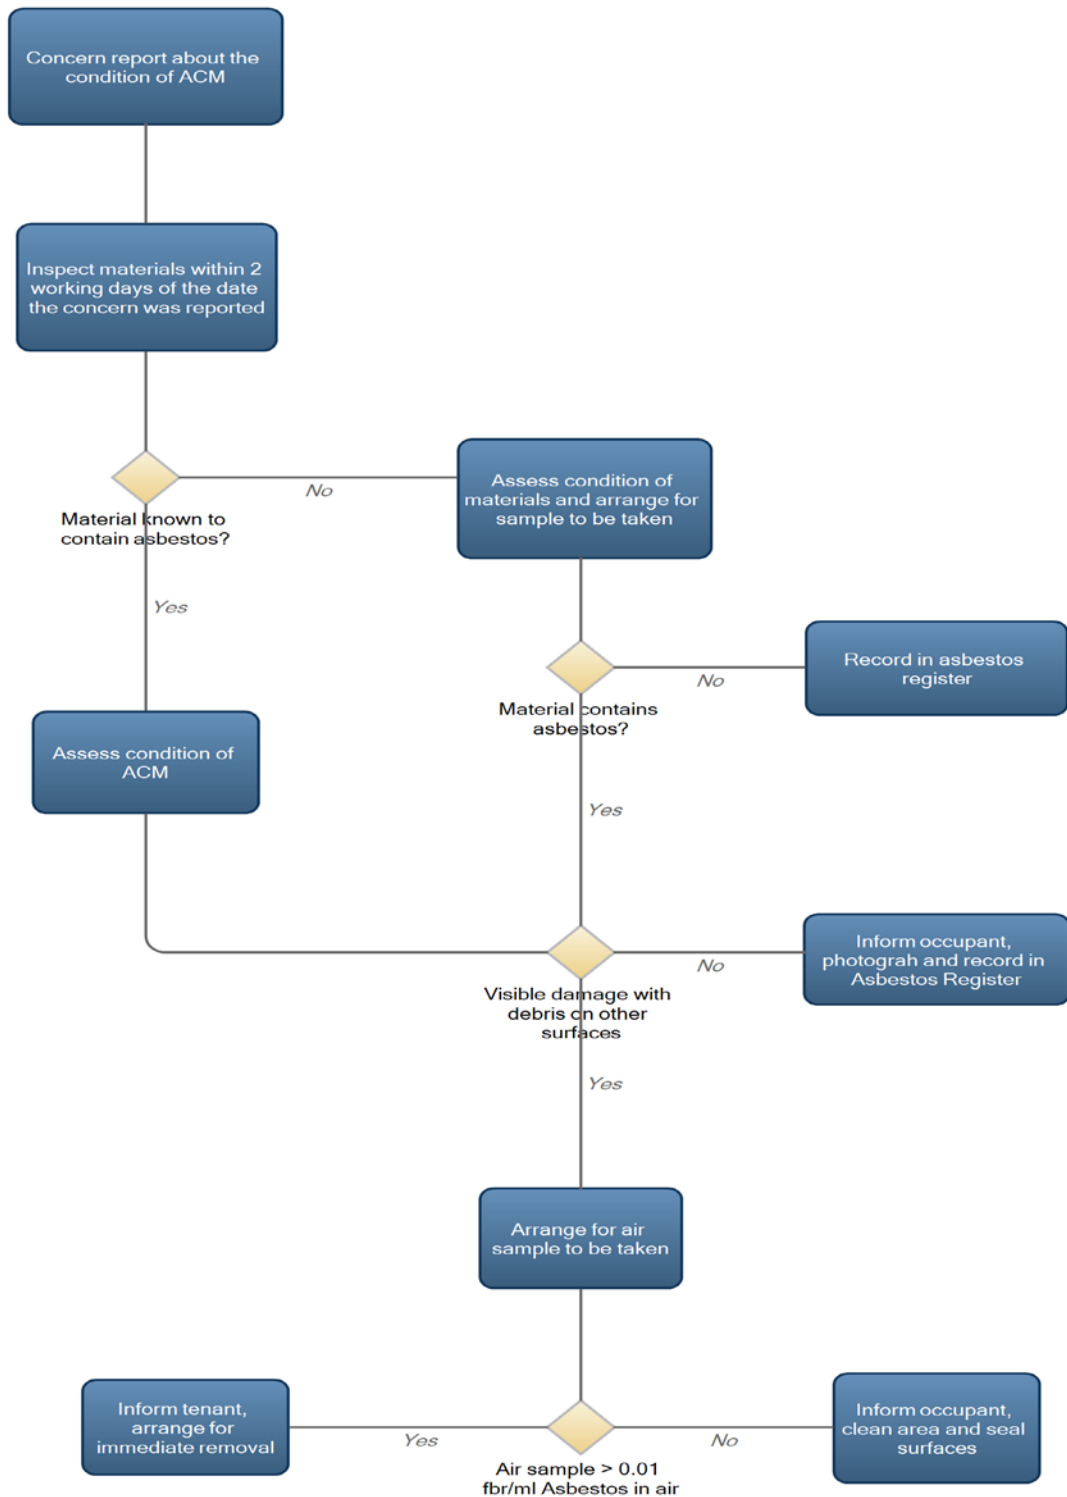 Concern report about the
condition of ACM
Inspect materials within 2
working days of the date
the concern was reported
No
Assess condition of
materials and arrange for
sample to be taken
Material known to
contain asbestos?
Yes
Record in asbestos
register
No
Material contains
asbestos?
Assess condition of
ACM
Yes
Inform occupant,
photograh and record in
Asbestos Register
No
Visible damage with
debris on other
surfaces
Yes
Arrange for air
sample to be taken
Inform tenant,
arrange for
immediate removal
Yes
No
Inform occupant,
clean area and seal
surfaces
Air sample > 0.01
fbr/ml Asbestos in air